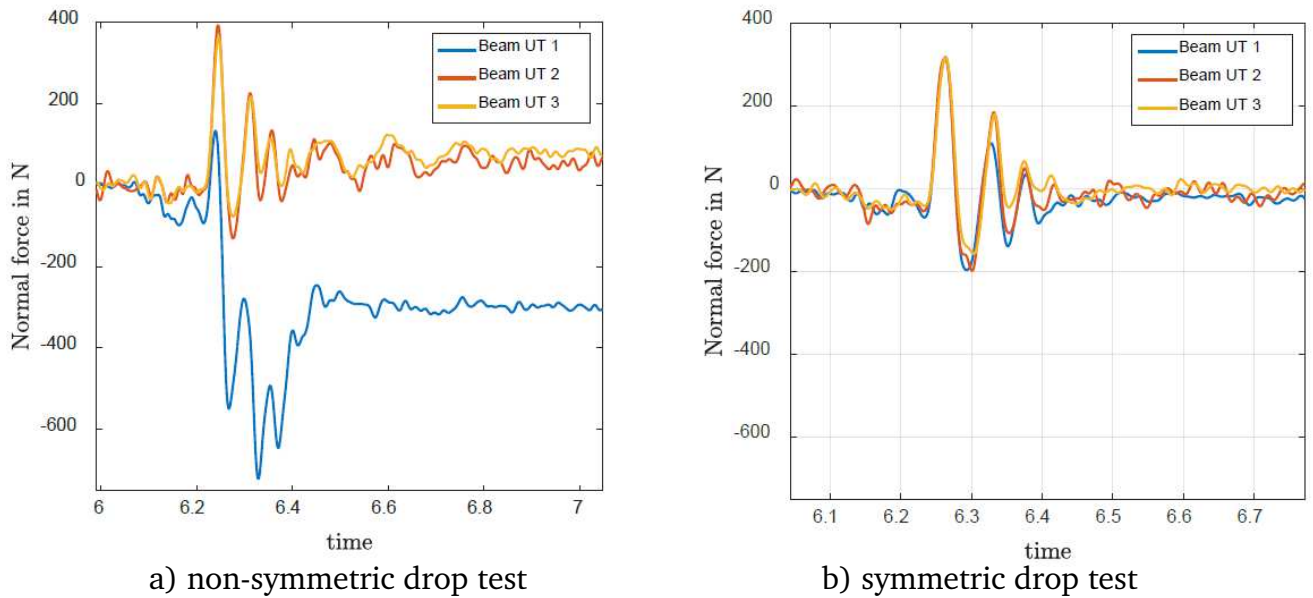 400
200
0
-200
-400
-600
Normal force in N
Beam UT 1
Beam UT 2
Beam UT 3
6
6.2
6.4
6.6
6.8
7
time
a) non-symmetric drop test
400
200
0
-200
-400
-600
Normal force in N
Beam UT 1
Beam UT 2
Beam UT 3
6.1
6.2
6.3
6.4
6.5
6.6
6.7
time
b) symmetric drop test